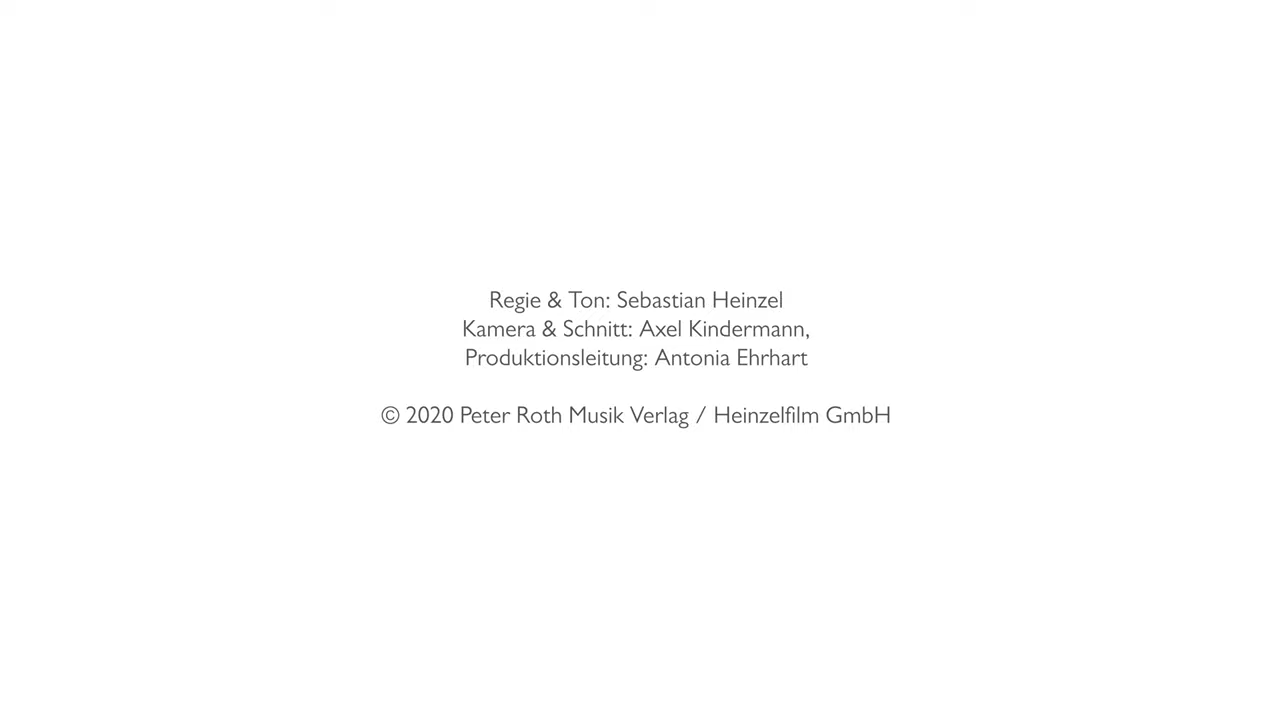 Regie & Ton: Sebastian Heinzel
Kamera & Schnitt: Axel Kindermann,
Produktionsleitung: Antonia Ehrhart
© 2020 Peter Roth Musik Verlag / Heinzelfilm GmbH